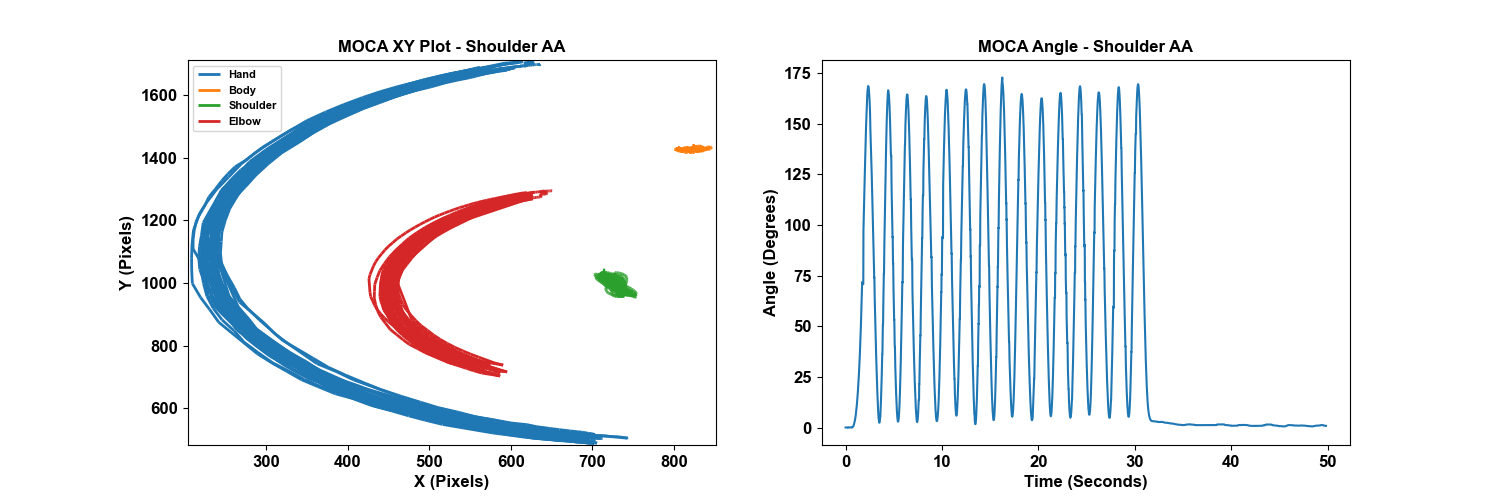 MOCA XY Plot - Shoulder AA
Hand
Body
Shoulder
Elbow
1600
1400
1200
1000
800
600
Y (Pixels)
300 400 500 600 700 800
X (Pixels)
MOCA Angle - Shoulder AA
175
150
125
100
75
50
25
0
Angle (Degrees)
0 10 20 30 40 50
Time (Seconds)